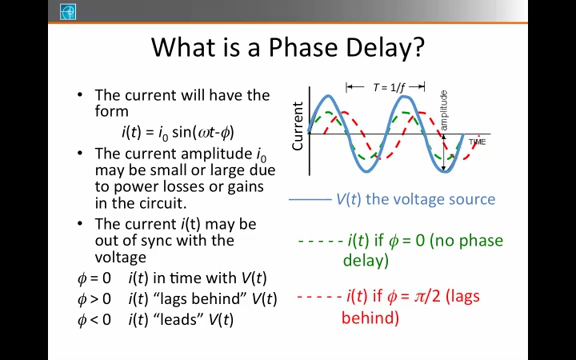 What is a Phase Delay?
• The current will have the
form
i(t) = i₀ sin(ωt-ϕ)
• The current amplitude i₀
may be small or large due
to power losses or gains
in the circuit.
• The current i(t) may be
out of sync with the
voltage
ϕ = 0 i(t) in time with V(t)
ϕ > 0 i(t) “lags behind” V(t)
ϕ < 0 i(t) “leads” V(t)
T = 1/f
Current
amplitude
TIME
V(t) the voltage source
i(t) if ϕ = 0 (no phase
delay)
i(t) if ϕ = π/2 (lags
behind)